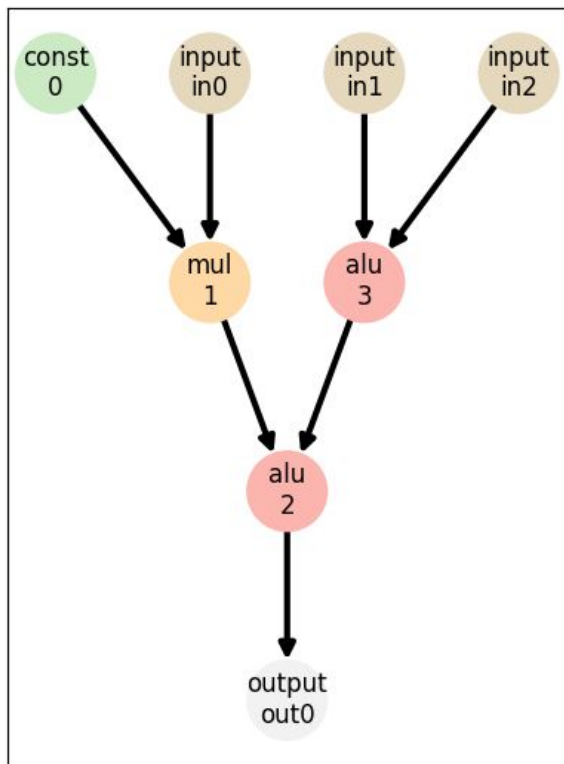 const
0
input
in0
input
in1
input
in2
mul
1
alu
3
alu
2
output
out0